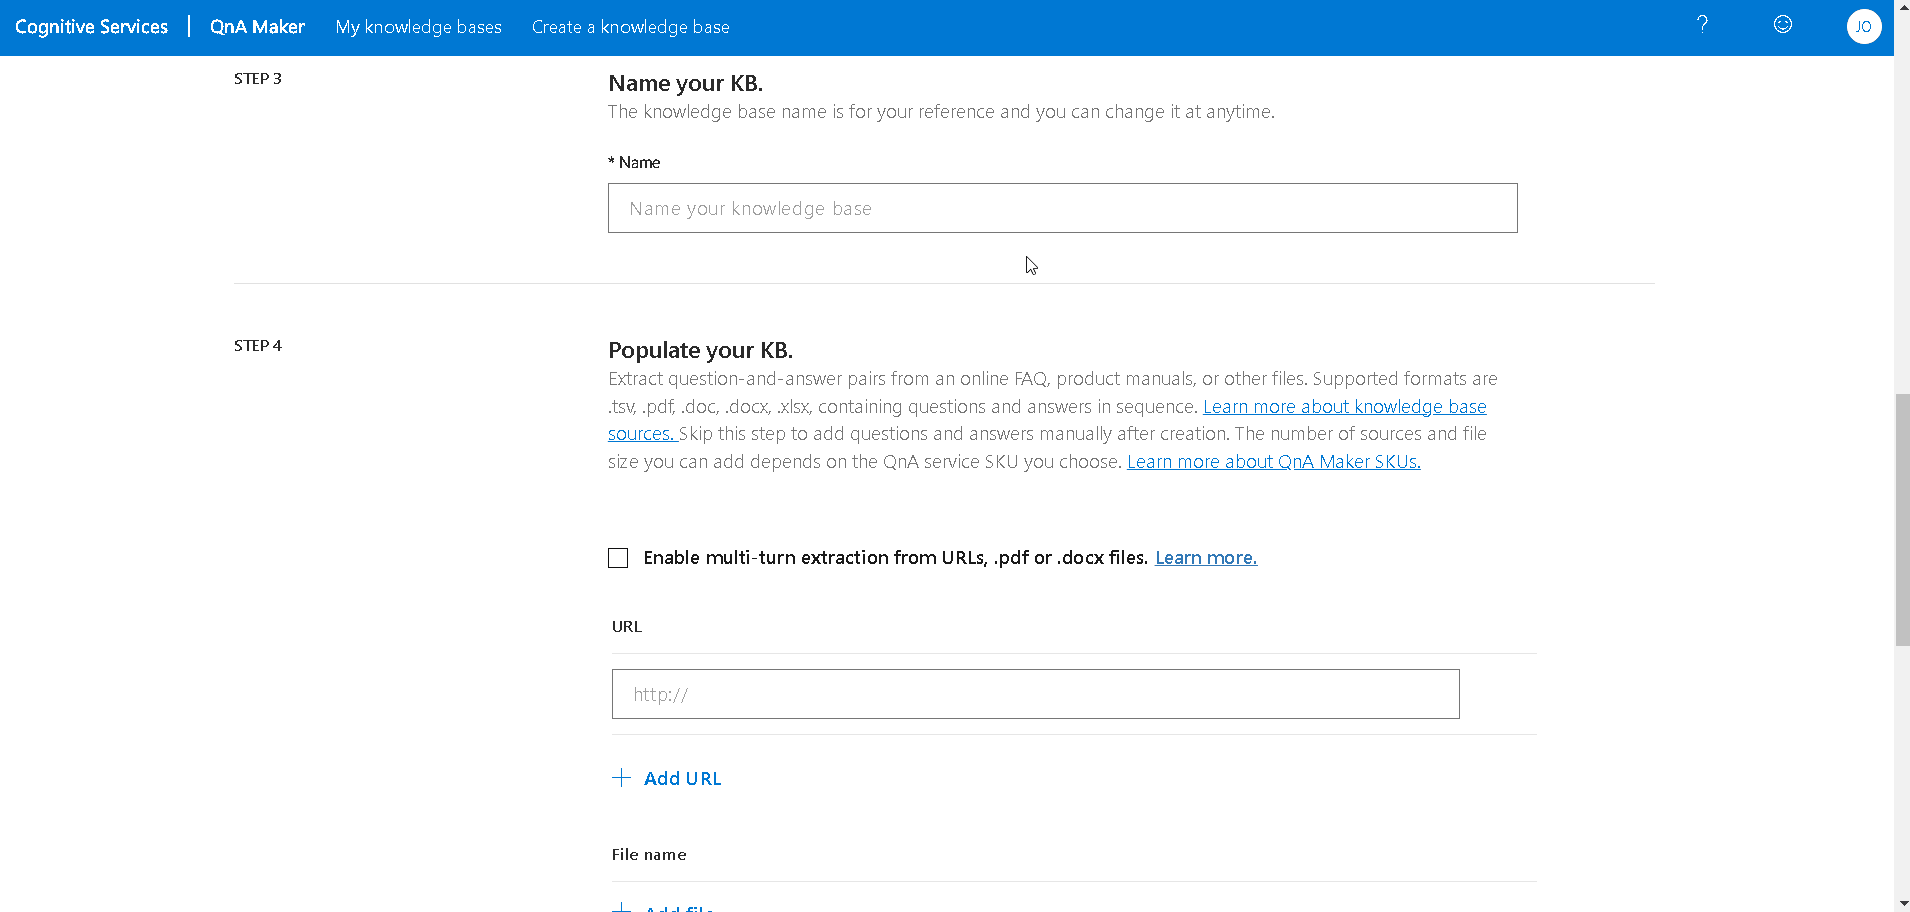 Cognitive Services | QnA Maker My knowledge bases Create a knowledge base ? JO
STEP 3
Name your KB.
The knowledge base name is for your reference and you can change it at anytime.
* Name
Name your knowledge base
STEP 4
Populate your KB.
Extract question-and-answer pairs from an online FAQ, product manuals, or other files. Supported formats are
.tsv, .pdf, .doc, .docx, .xlsx, containing questions and answers in sequence. Learn more about knowledge base
sources. Skip this step to add questions and answers manually after creation. The number of sources and file
size you can add depends on the QnA service SKU you choose. Learn more about QnA Maker SKUs.
Enable multi-turn extraction from URLs, .pdf or .docx files. Learn more.
URL
http://
+ Add URL
File name
+ Add file